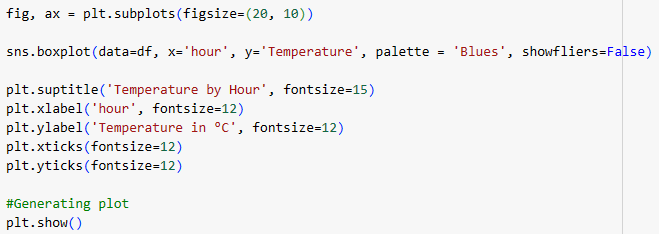 fig, ax = plt.subplots(figsize=(20, 10))
sns.boxplot(data=df, x='hour', y='Temperature', palette = 'Blues', showfliers=False)
plt.suptitle('Temperature by Hour', fontsize=15)
plt.xlabel('hour', fontsize=12)
plt.ylabel('Temperature in ºC', fontsize=12)
plt.xticks(fontsize=12)
plt.yticks(fontsize=12)
#Generating plot
plt.show()